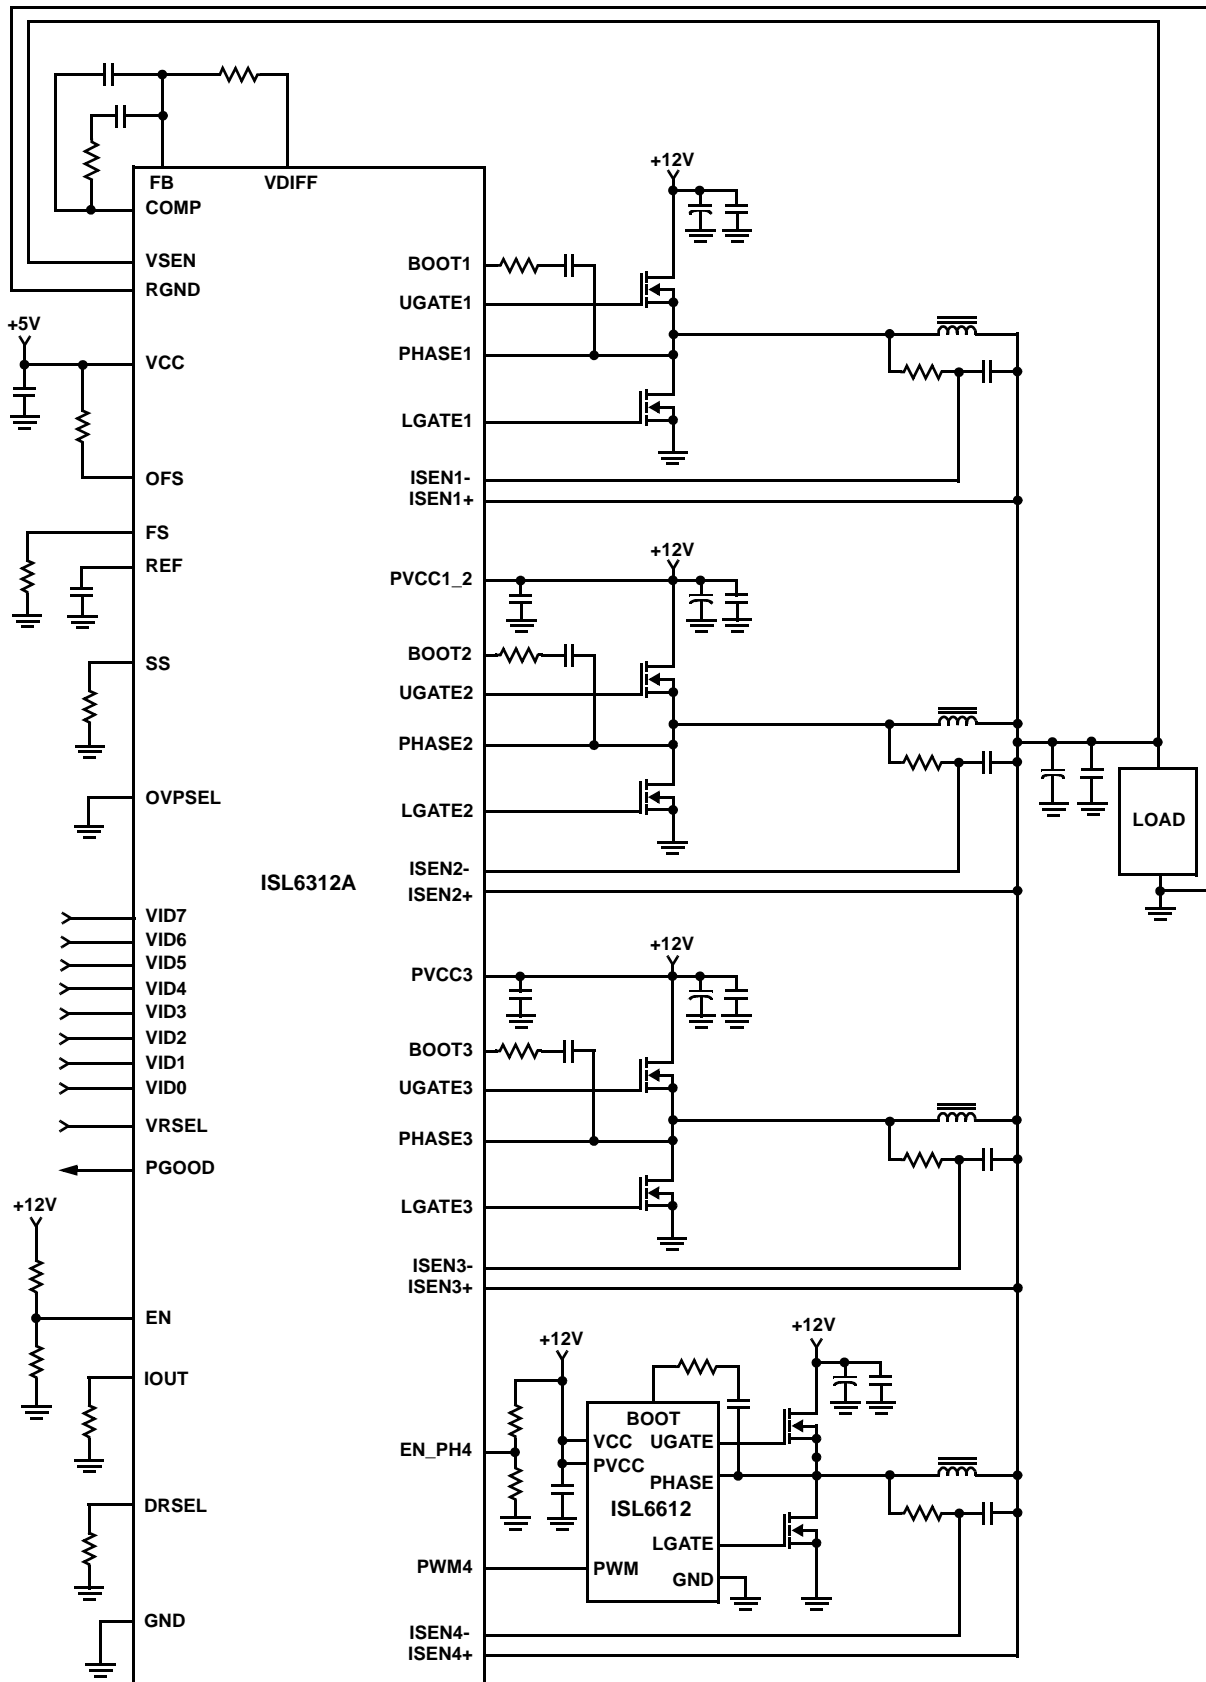 FB
VDIFF
COMP
VSEN
RGND
+5V
VCC
OFS
FS
REF
SS
OVPSEL
ISL6312A
VID7
VID6
VID5
VID4
VID3
VID2
VID1
VID0
VRSEL
PGOOD
+12V
EN
IOUT
DRSEL
GND
+12V
BOOT1
UGATE1
PHASE1
LGATE1
ISEN1-
ISEN1+
+12V
PVCC1_2
BOOT2
UGATE2
PHASE2
LGATE2
ISEN2-
ISEN2+
LOAD
+12V
PVCC3
BOOT3
UGATE3
PHASE3
LGATE3
ISEN3-
ISEN3+
+12V
+12V
EN_PH4
BOOT
VCC
UGATE
PVCC
PHASE
ISL6612
LGATE
PWM4
PWM
GND
ISEN4-
ISEN4+